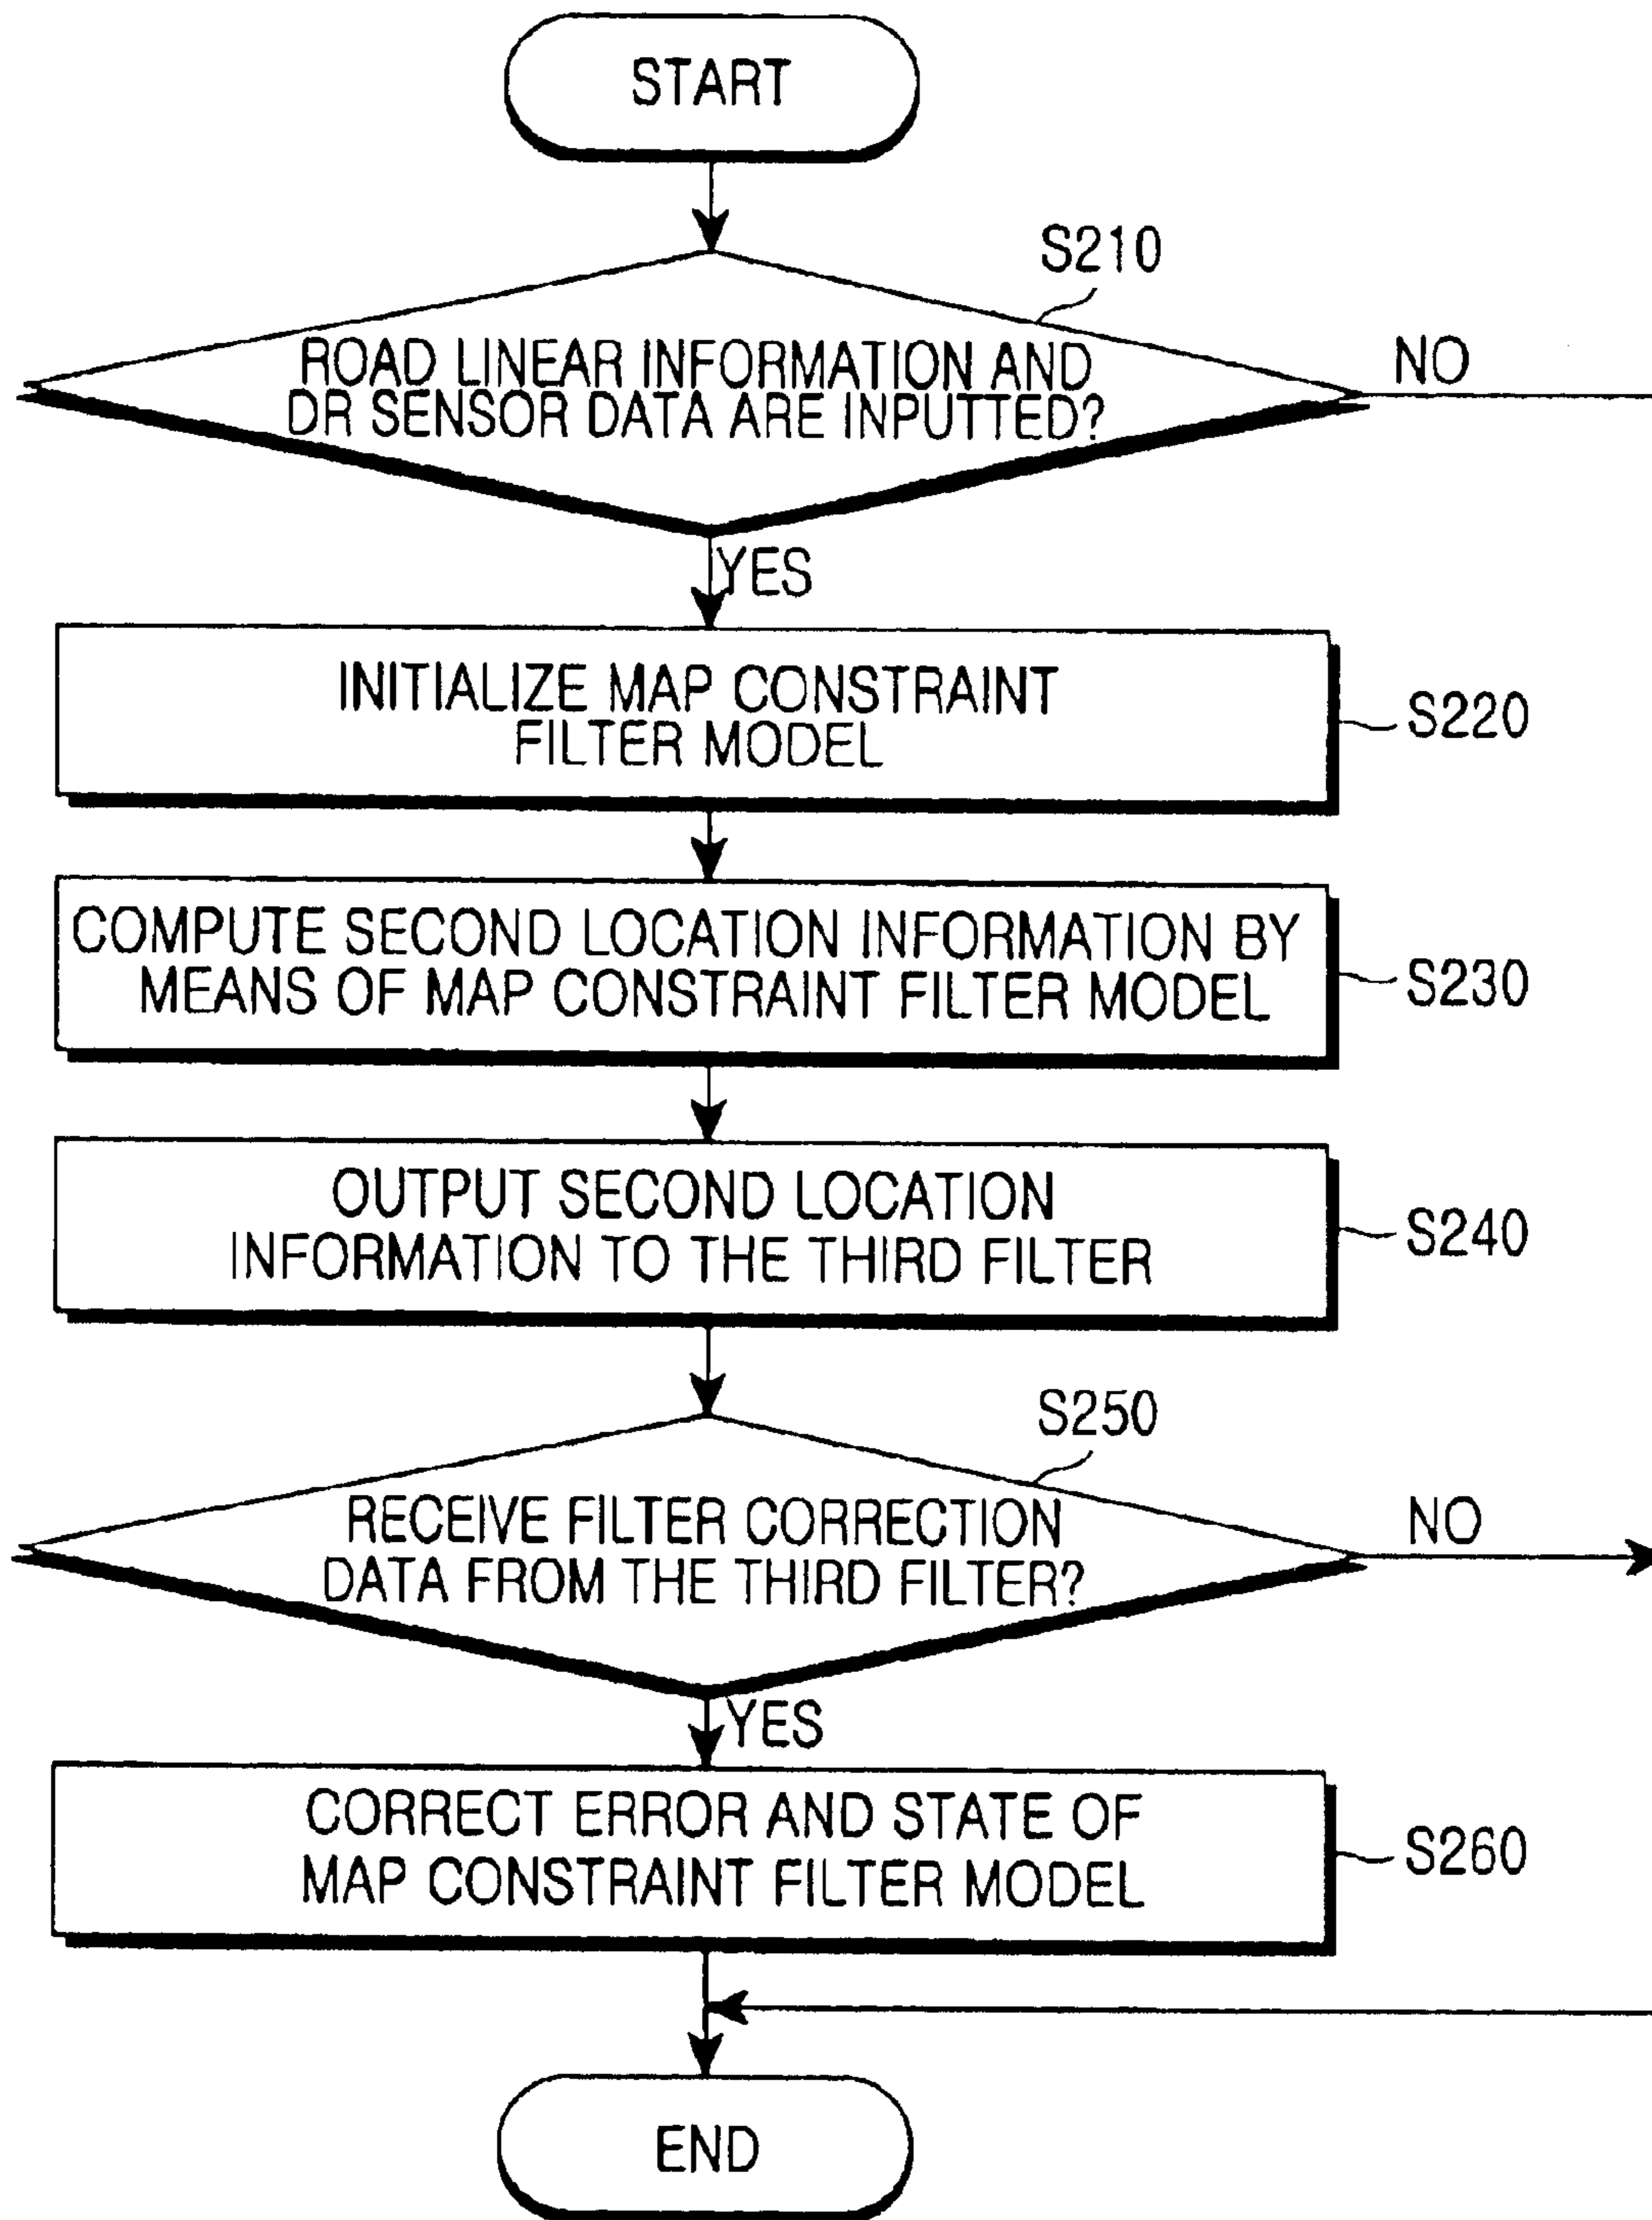 START
S210
ROAD LINEAR INFORMATION AND
DR SENSOR DATA ARE INPUTTED?
NO
YES
INITIALIZE MAP CONSTRAINT
FILTER MODEL
S220
COMPUTE SECOND LOCATION INFORMATION BY
MEANS OF MAP CONSTRAINT FILTER MODEL
S230
OUTPUT SECOND LOCATION
INFORMATION TO THE THIRD FILTER
S240
S250
RECEIVE FILTER CORRECTION
DATA FROM THE THIRD FILTER?
NO
YES
CORRECT ERROR AND STATE OF
MAP CONSTRAINT FILTER MODEL
S260
END